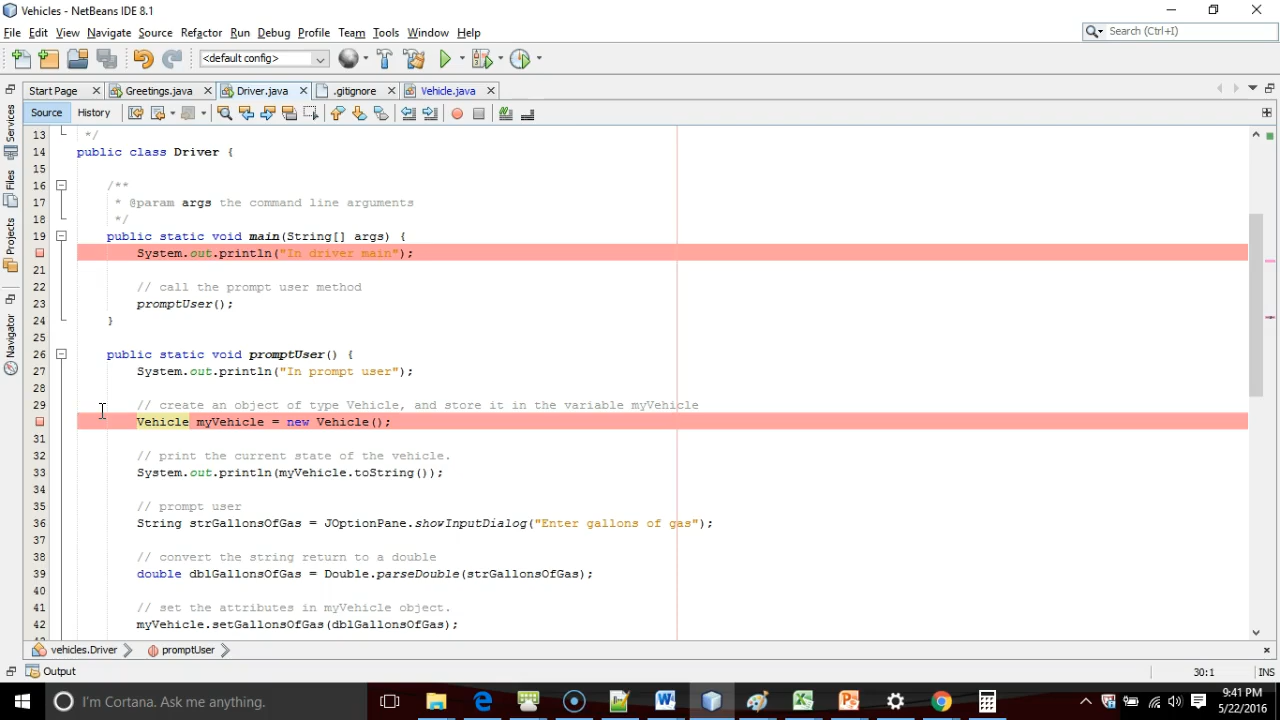 Vehicles - NetBeans IDE 8.1
File Edit View Navigate Source Refactor Run Debug Profile Team Tools Window Help
Search (Ctrl+I)
<default config>
Start Page Greetings.java Driver.java .gitignore Vehicle.java
Source History
Services
Files
Projects
Navigator
13 */
14 public class Driver {
15
16 /**
17 * @param args the command line arguments
18 */
19 public static void main(String[] args) {
System.out.println("In driver main");
21
22 // call the prompt user method
23 promptUser();
24 }
25
26 public static void promptUser() {
27 System.out.println("In prompt user");
28
29 // create an object of type Vehicle, and store it in the variable myVehicle
Vehicle myVehicle = new Vehicle();
31
32 // print the current state of the vehicle.
33 System.out.println(myVehicle.toString());
34
35 // prompt user
36 String strGallonsOfGas = JOptionPane.showInputDialog("Enter gallons of gas");
37
38 // convert the string return to a double
39 double dblGallonsOfGas = Double.parseDouble(strGallonsOfGas);
40
41 // set the attributes in myVehicle object.
42 myVehicle.setGallonsOfGas(dblGallonsOfGas);
vehicles.Driver promptUser
Output
30:1 INS
I'm Cortana. Ask me anything.
9:41 PM
5/22/2016